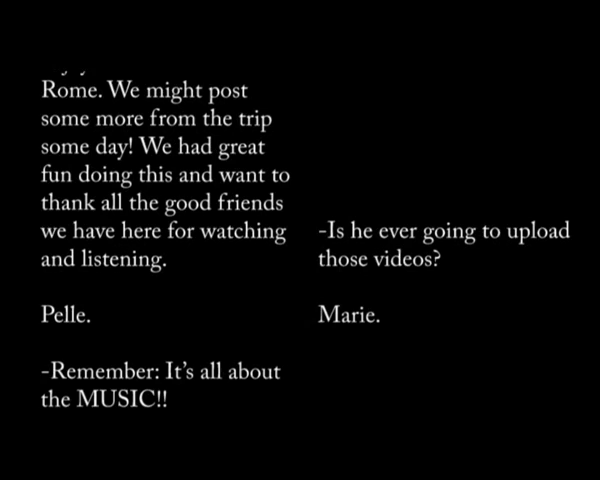 Rome. We might post
some more from the trip
some day! We had great
fun doing this and want to
thank all the good friends
we have here for watching
and listening.
Pelle.
-Remember: It's all about
the MUSIC!!
-Is he ever going to upload
those videos?
Marie.